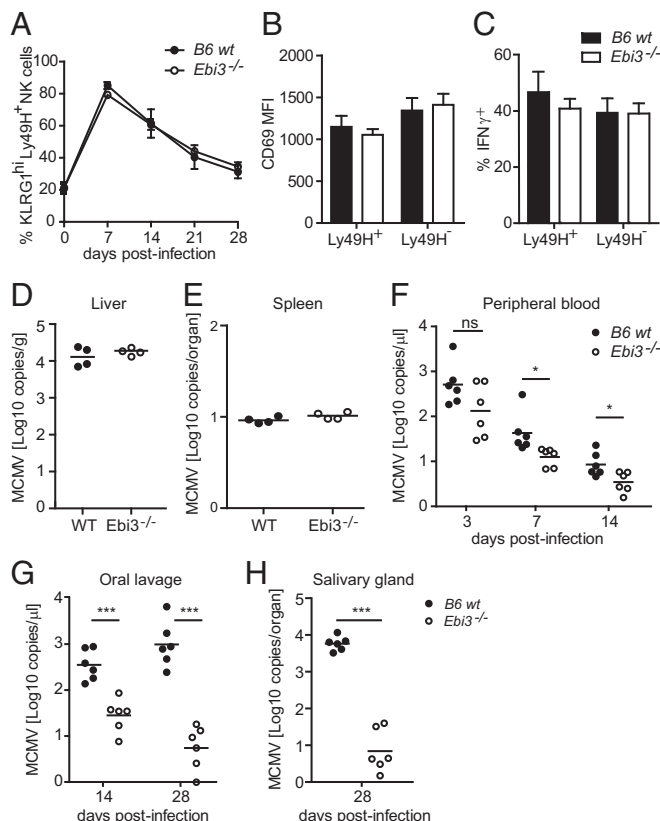 A
% KLRG1hi Ly49H+ NK cells
100
80
60
40
20
0
0 7 14 21 28
days post-infection
B6 wt
Ebi3-/-
B
CD69 MFI
2000
1500
1000
500
0
Ly49H+ Ly49H-
C
% IFNγ+
60
40
20
0
Ly49H+ Ly49H-
B6 wt
Ebi3-/-
D
Liver
MCMV [Log10 copies/g]
5
4
3
2
1
0
WT Ebi3-/-
E
Spleen
MCMV [Log10 copies/organ]
2
1
0
WT Ebi3-/-
F
Peripheral blood
MCMV [Log10 copies/μl]
4
3
2
1
0
ns
*
*
3 7 14
days post-infection
B6 wt
Ebi3-/-
G
Oral lavage
MCMV [Log10 copies/μl]
4
3
2
1
0
*** ***
14 28
days post-infection
H
Salivary gland
MCMV [Log10 copies/organ]
5
4
3
2
1
0
***
28
days post-infection
B6 wt
Ebi3-/-